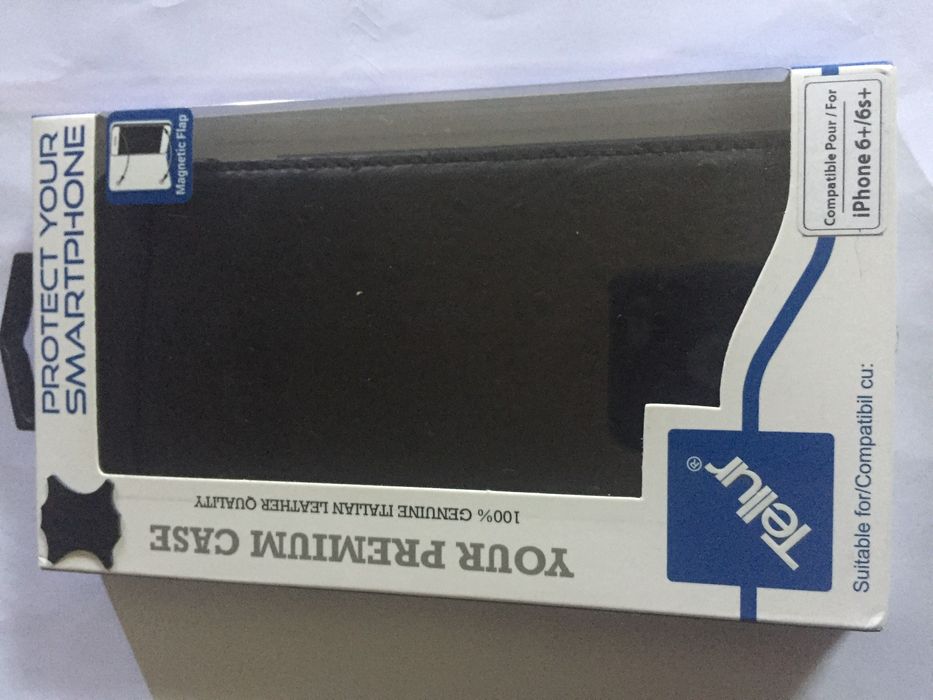 PROTECT YOUR
SMARTPHONE
Magnetic Flap
YOUR PREMIUM CASE
100% GENUINE ITALIAN LEATHER QUALITY
Tellur®
Suitable for/Compatibil cu:
Compatible Pour / For
iPhone 6+/6s+